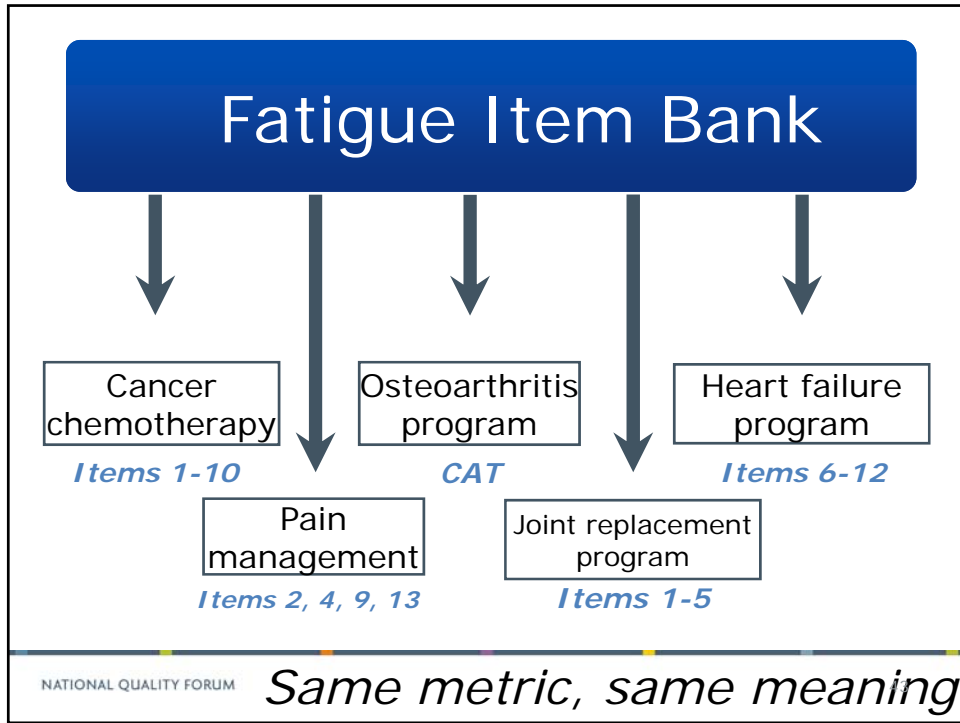 Fatigue Item Bank
Cancer
chemotherapy
Items 1-10
Pain
management
Items 2, 4, 9, 13
Osteoarthritis
program
CAT
Joint replacement
program
Items 1-5
Heart failure
program
Items 6-12
NATIONAL QUALITY FORUM
Same metric, same meaning